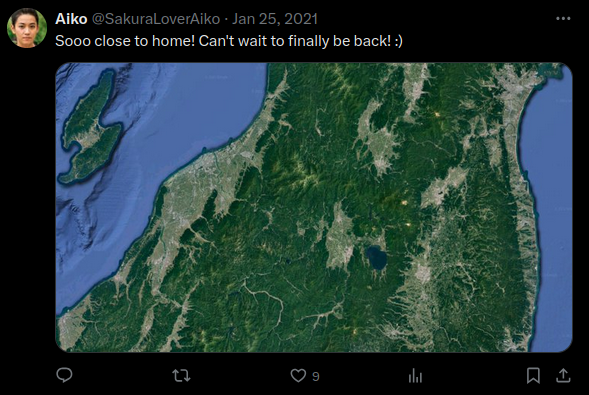 Aiko @SakuraLoverAiko · Jan 25, 2021
Sooo close to home! Can't wait to finally be back! :)
9